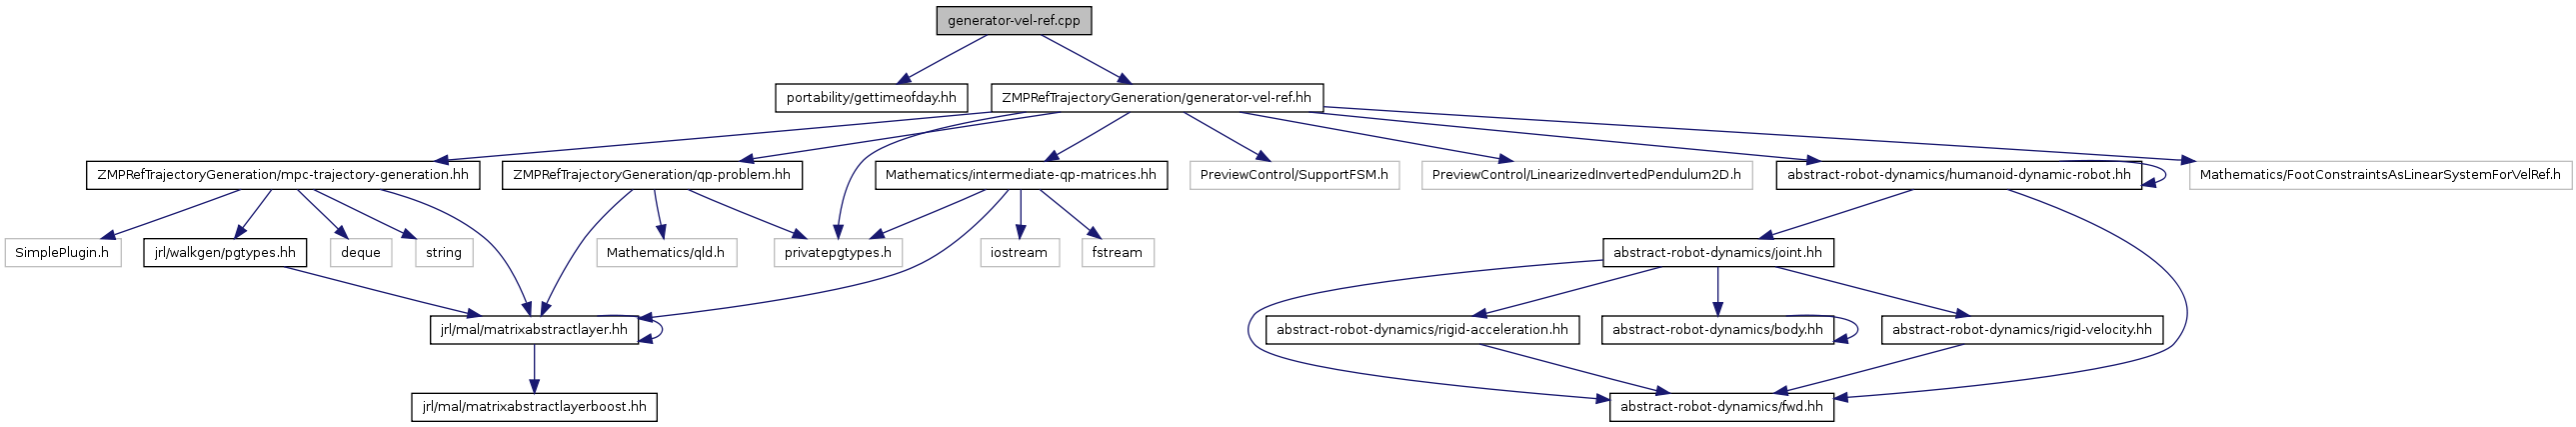 generator-vel-ref.cpp
portability/gettimeofday.hh
ZMPRefTrajectoryGeneration/generator-vel-ref.hh
ZMPRefTrajectoryGeneration/mpc-trajectory-generation.hh
ZMPRefTrajectoryGeneration/qp-problem.hh
Mathematics/intermediate-qp-matrices.hh
PreviewControl/SupportFSM.h
PreviewControl/LinearizedInvertedPendulum2D.h
abstract-robot-dynamics/humanoid-dynamic-robot.hh
Mathematics/FootConstraintsAsLinearSystemForVelRef.h
SimplePlugin.h
jrl/walkgen/pgtypes.hh
deque
string
Mathematics/qld.h
privatepgtypes.h
iostream
fstream
abstract-robot-dynamics/joint.hh
jrl/mal/matrixabstractlayer.hh
abstract-robot-dynamics/rigid-acceleration.hh
abstract-robot-dynamics/body.hh
abstract-robot-dynamics/rigid-velocity.hh
jrl/mal/matrixabstractlayerboost.hh
abstract-robot-dynamics/fwd.hh